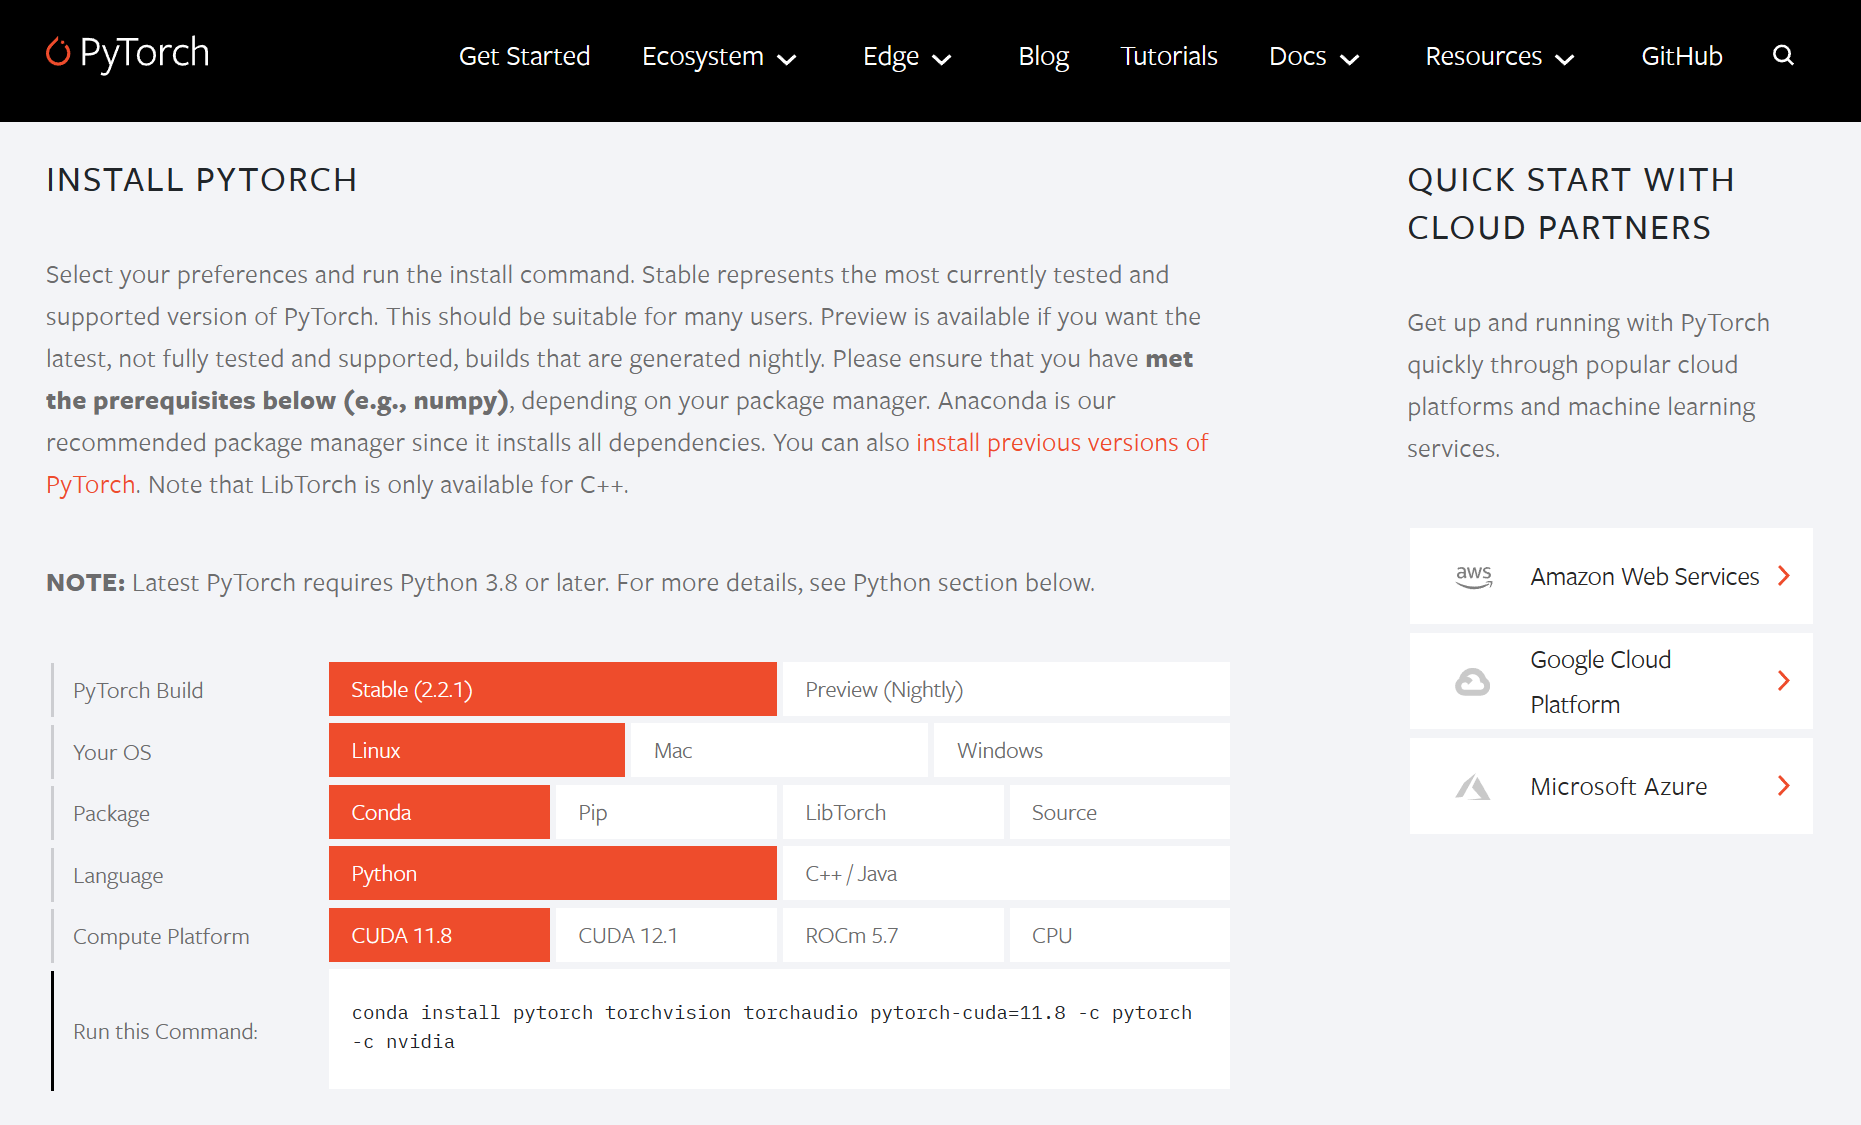 PyTorch
Get Started
Ecosystem
Edge
Blog
Tutorials
Docs
Resources
GitHub
INSTALL PYTORCH
Select your preferences and run the install command. Stable represents the most currently tested and
supported version of PyTorch. This should be suitable for many users. Preview is available if you want the
latest, not fully tested and supported, builds that are generated nightly. Please ensure that you have met
the prerequisites below (e.g., numpy), depending on your package manager. Anaconda is our
recommended package manager since it installs all dependencies. You can also install previous versions of
PyTorch. Note that LibTorch is only available for C++.
NOTE: Latest PyTorch requires Python 3.8 or later. For more details, see Python section below.
PyTorch Build
Stable (2.2.1)
Preview (Nightly)
Your OS
Linux
Mac
Windows
Package
Conda
Pip
LibTorch
Source
Language
Python
C++ / Java
Compute Platform
CUDA 11.8
CUDA 12.1
ROCm 5.7
CPU
Run this Command:
conda install pytorch torchvision torchaudio pytorch-cuda=11.8 -c pytorch
-c nvidia
QUICK START WITH
CLOUD PARTNERS
Get up and running with PyTorch
quickly through popular cloud
platforms and machine learning
services.
aws
Amazon Web Services
Google Cloud
Platform
Microsoft Azure